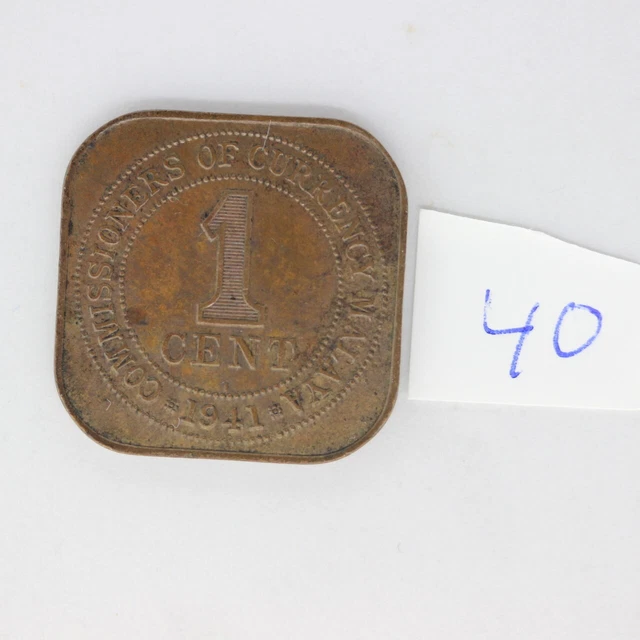 COMMISSIONERS OF CURRENCY MALAYA
1
CENT
1941
40